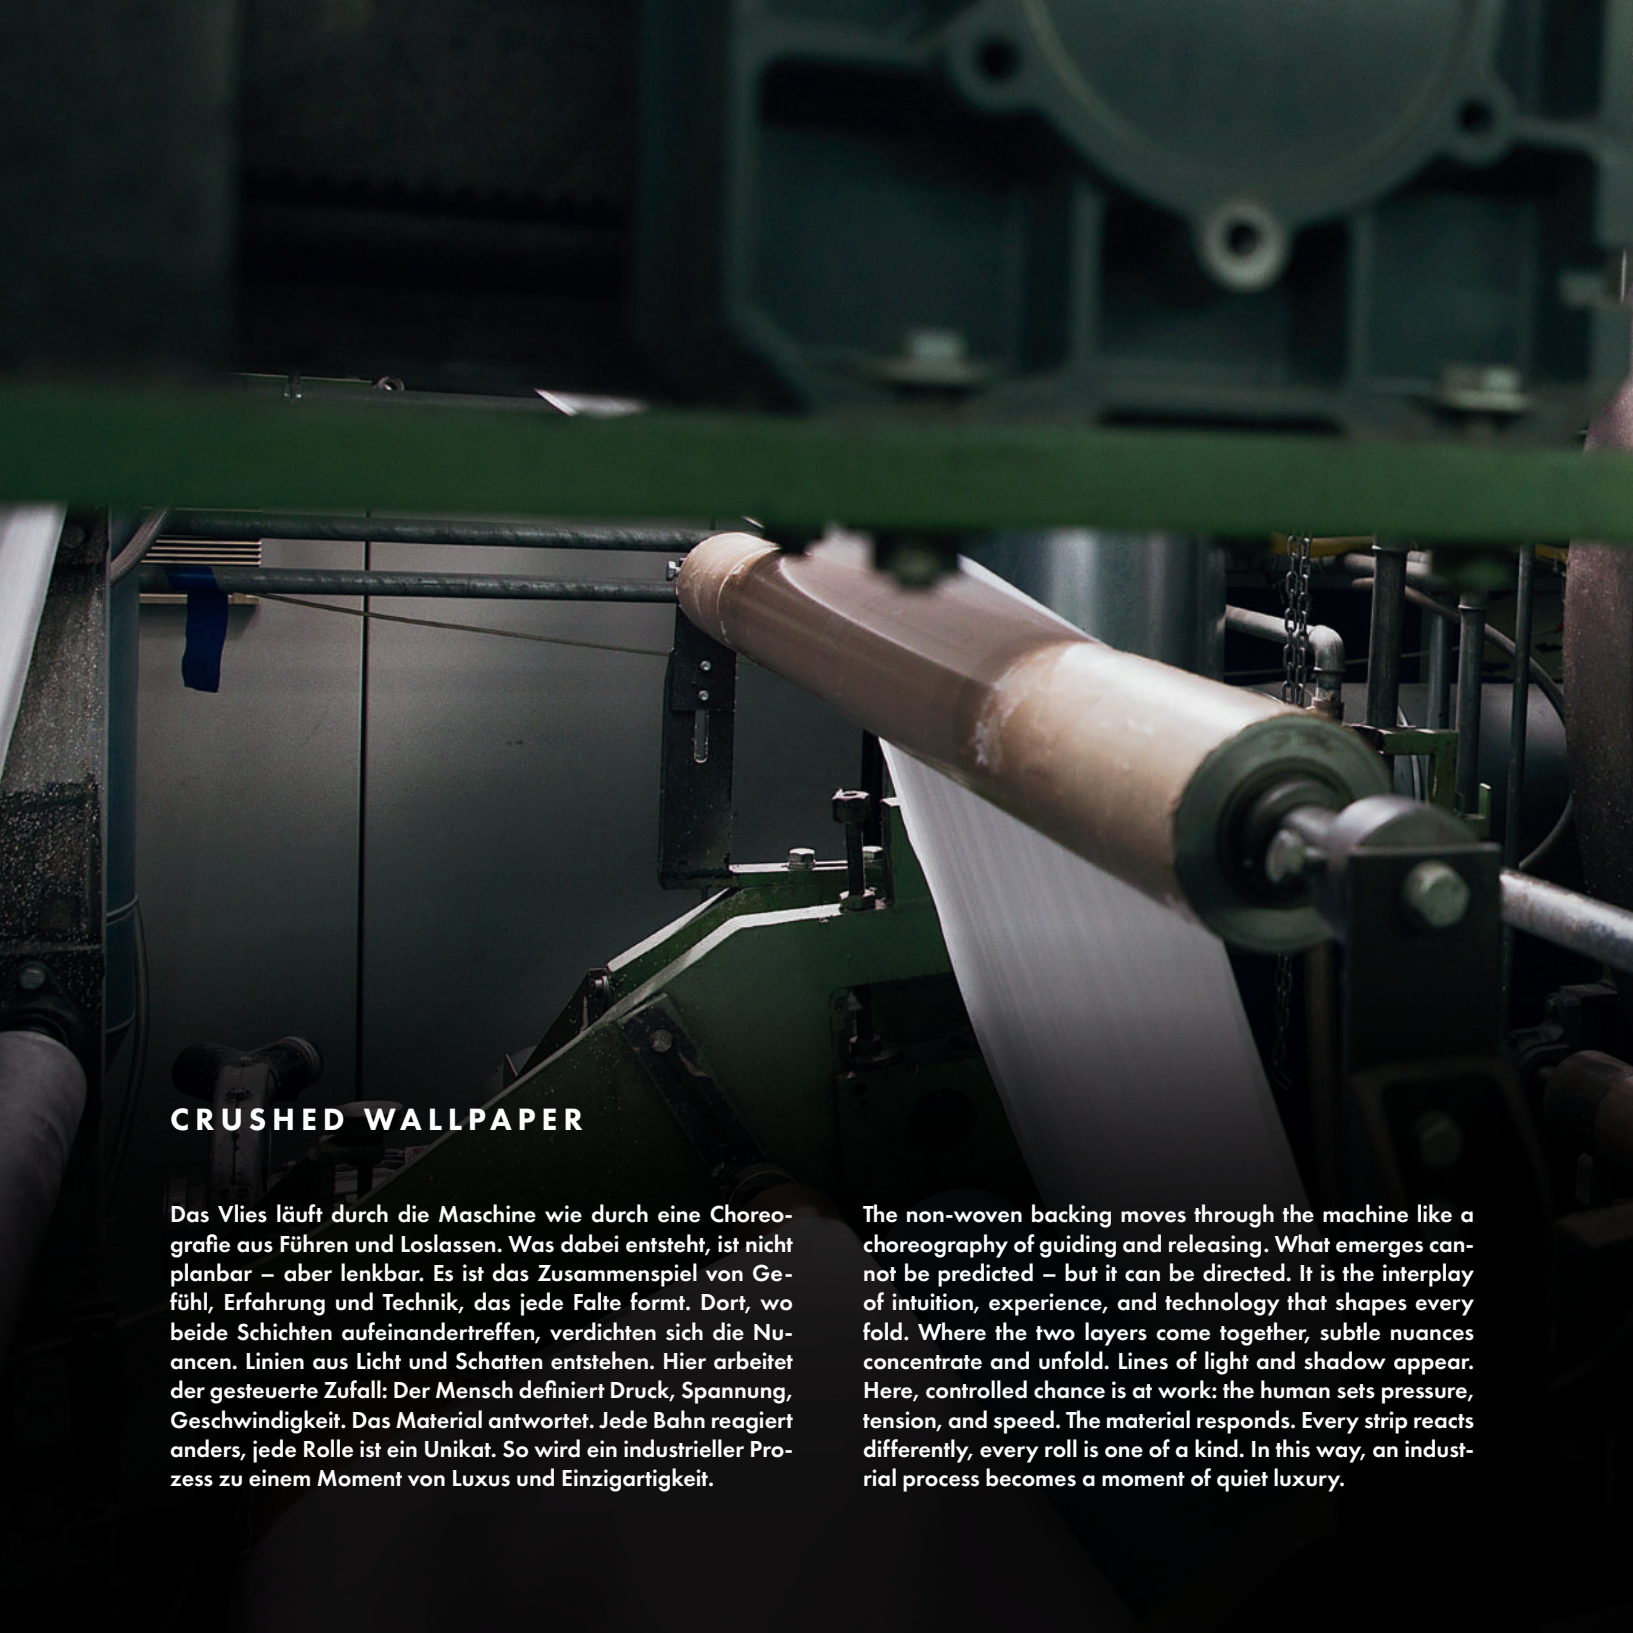 CRUSHED WALLPAPER
Das Vlies läuft durch die Maschine wie durch eine Choreo-
grafie aus Führen und Loslassen. Was dabei entsteht, ist nicht
planbar – aber lenkbar. Es ist das Zusammenspiel von Ge-
fühl, Erfahrung und Technik, das jede Falte formt. Dort, wo
beide Schichten aufeinandertreffen, verdichten sich die Nu-
ancen. Linien aus Licht und Schatten entstehen. Hier arbeitet
der gesteuerte Zufall: Der Mensch definiert Druck, Spannung,
Geschwindigkeit. Das Material antwortet. Jede Bahn reagiert
anders, jede Rolle ist ein Unikat. So wird ein industrieller Pro-
zess zu einem Moment von Luxus und Einzigartigkeit.
The non-woven backing moves through the machine like a
choreography of guiding and releasing. What emerges can-
not be predicted – but it can be directed. It is the interplay
of intuition, experience, and technology that shapes every
fold. Where the two layers come together, subtle nuances
concentrate and unfold. Lines of light and shadow appear.
Here, controlled chance is at work: the human sets pressure,
tension, and speed. The material responds. Every strip reacts
differently, every roll is one of a kind. In this way, an indust-
rial process becomes a moment of quiet luxury.